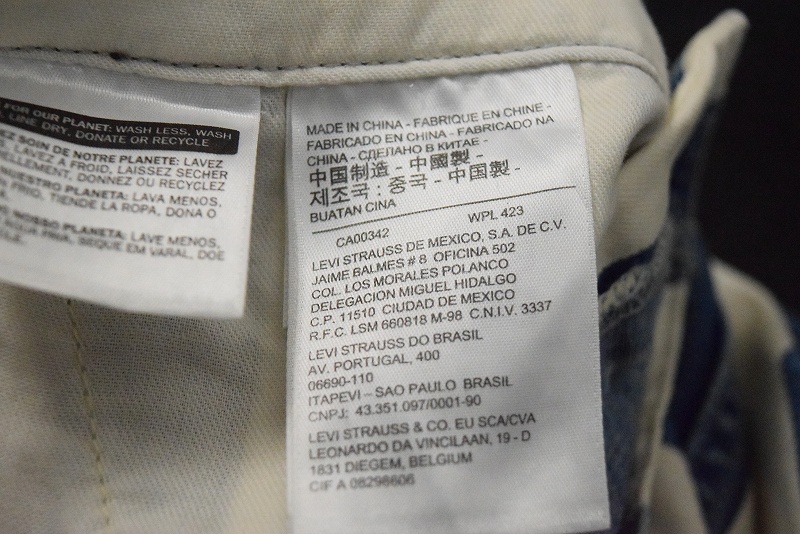 FOR OUR PLANET: WASH LESS, WASH
LINE DRY, DONATE OR RECYCLE
SOIN DE NOTRE PLANETE: LAVEZ
LAVEZ A FROID, LAISSEZ SECHER
DONNEZ OU RECYCLEZ
NUESTRO PLANETA: LAVA MENOS,
FRIO, TIENDE LA ROPA, DONA O
NOSSO PLANETA: LAVE MENOS,
AGUA FRIA, SEQUE EM VARAL, DOE
MADE IN CHINA - FABRIQUE EN CHINE -
FABRICADO EN CHINA - FABRICADO NA
CHINA - СДЕЛАНО В КИТАЕ -
中国制造 - 中國製 -
제조국 : 중국 - 中国製 -
BUATAN CINA
CA00342 WPL 423
LEVI STRAUSS DE MEXICO, S.A. DE C.V.
JAIME BALMES # 8 OFICINA 502
COL. LOS MORALES POLANCO
DELEGACION MIGUEL HIDALGO
C.P. 11510 CIUDAD DE MEXICO
R.F.C. LSM 660818 M-98 C.N.I.V. 3337
LEVI STRAUSS DO BRASIL
AV. PORTUGAL, 400
06690-110
ITAPEVI – SAO PAULO BRASIL
CNPJ: 43.351.097/0001-90
LEVI STRAUSS & CO. EU SCA/CVA
LEONARDO DA VINCILAAN, 19 - D
1831 DIEGEM, BELGIUM
CIF A 08298606